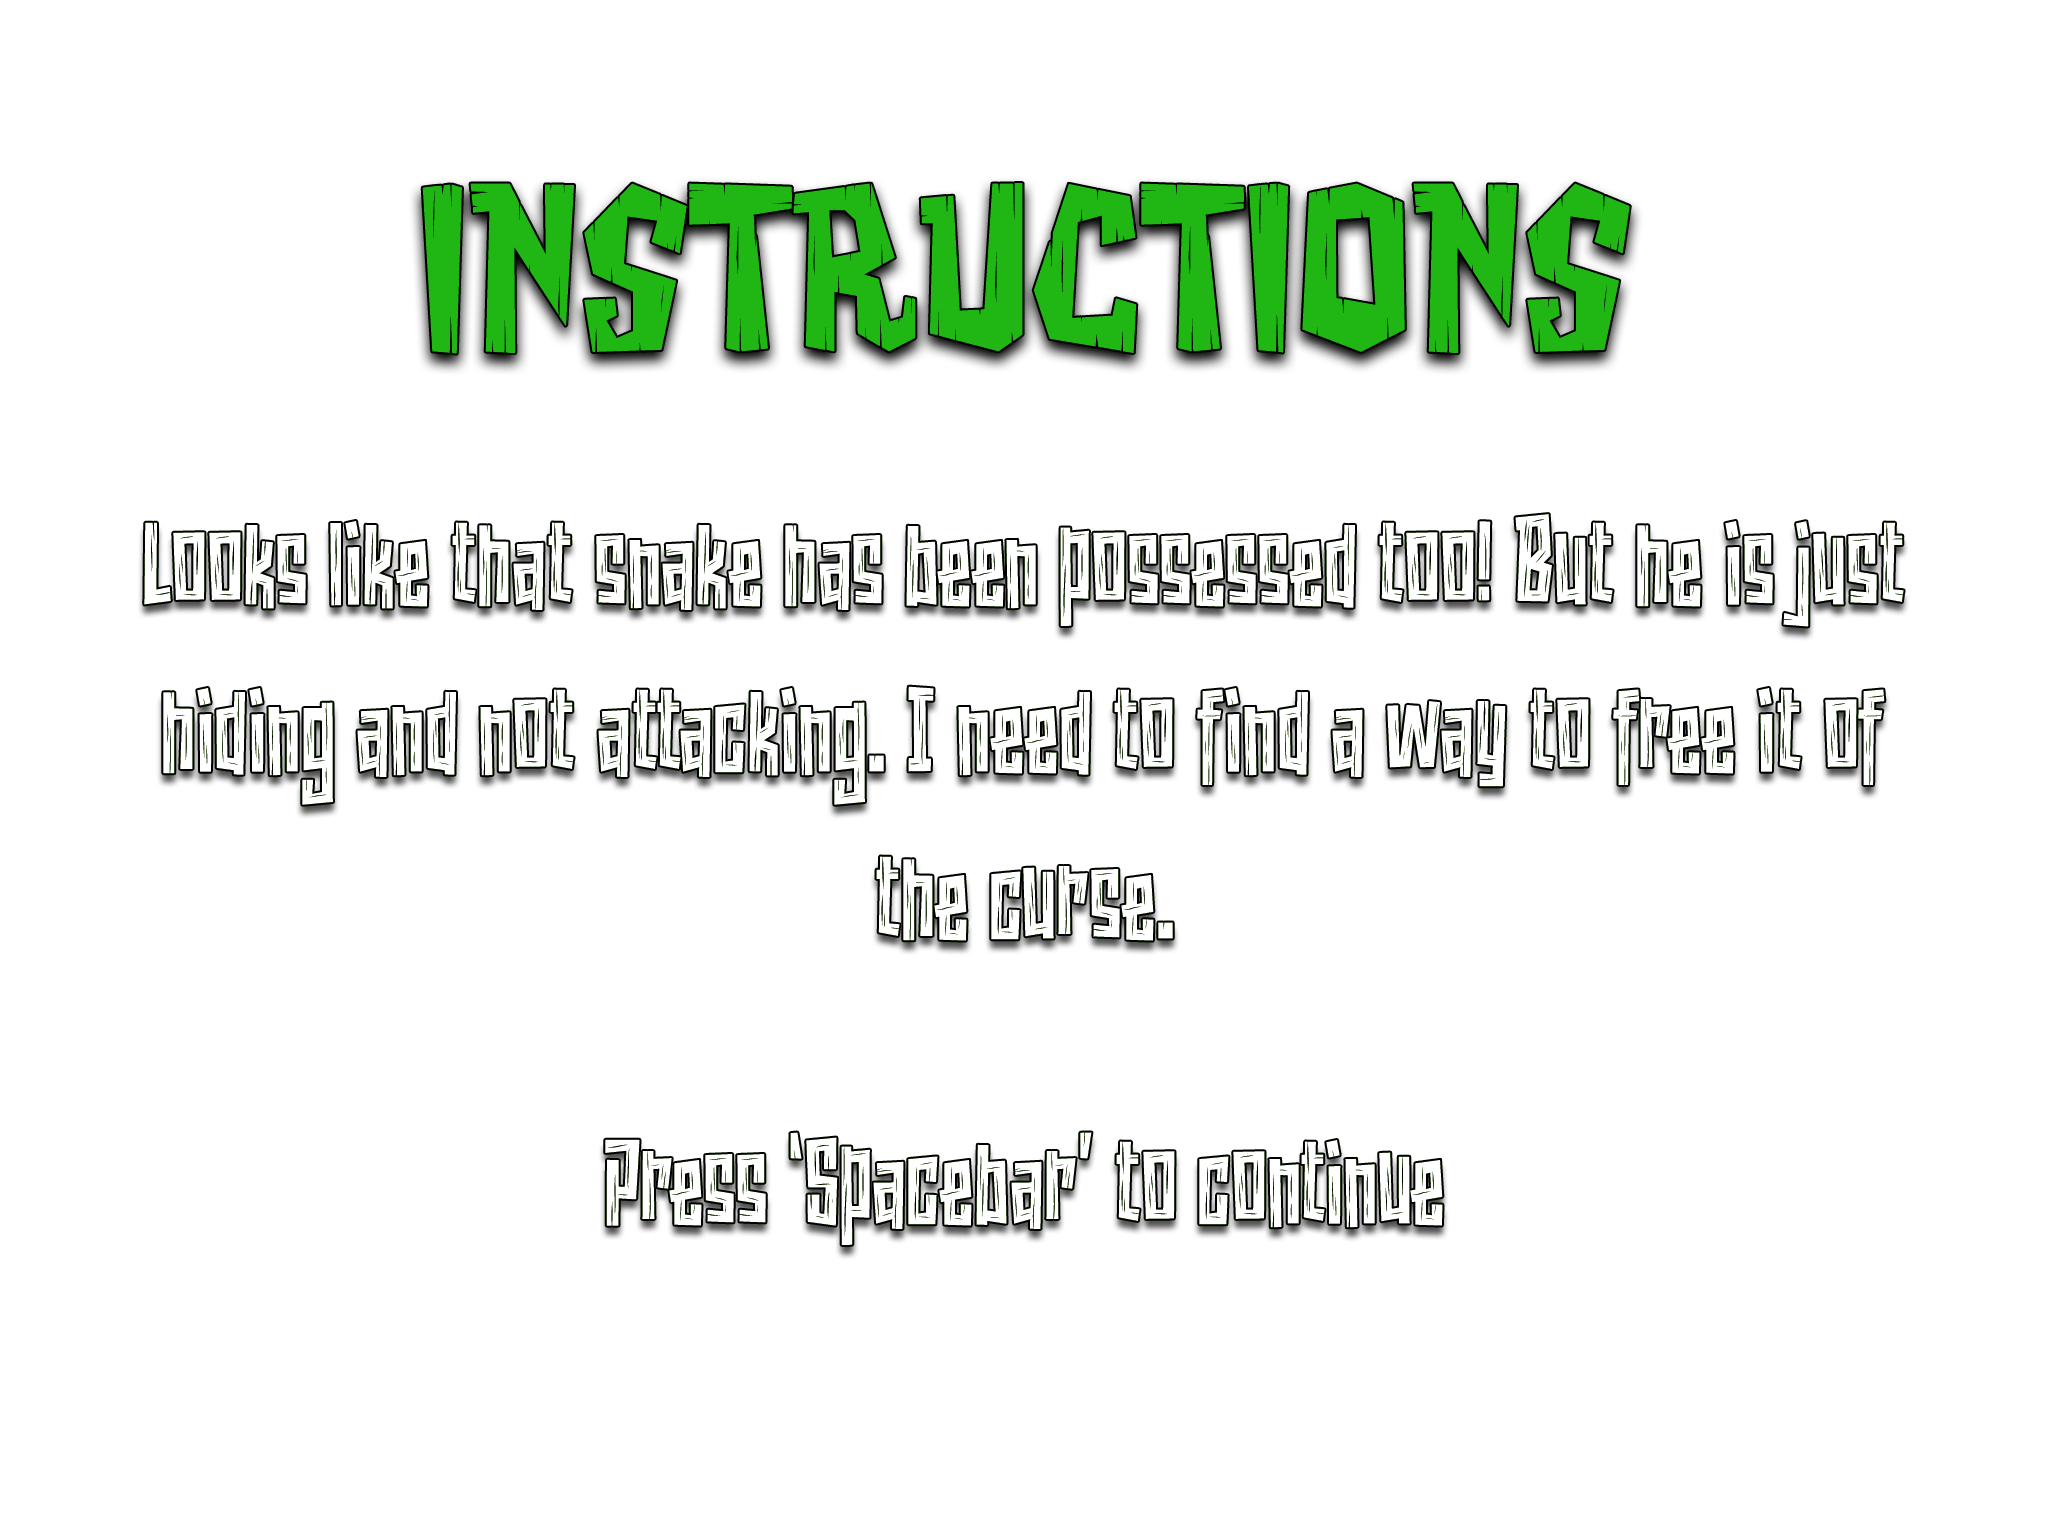 INSTRUCTIONS
Looks like that snake has been possessed too! But he is just
hiding and not attacking. I need to find a way to free it of
the curse.
Press ‘Spacebar’ to continue